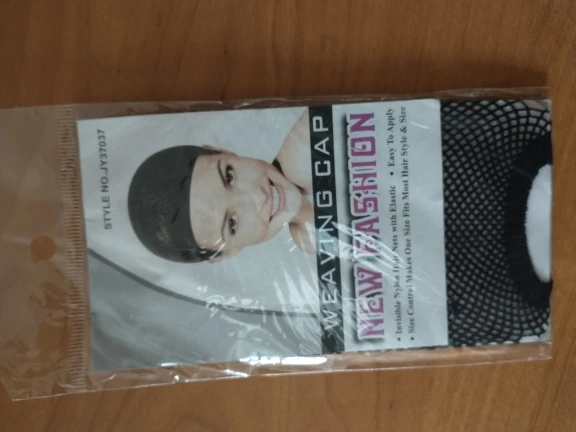 STYLE NO.JY37037
WEAVING CAP
NEW FASHION
• Invisible Nylon Hair Nets with Elastic • Easy To Apply
• Size Control Makes One Size Fits Most Hair Style & Size